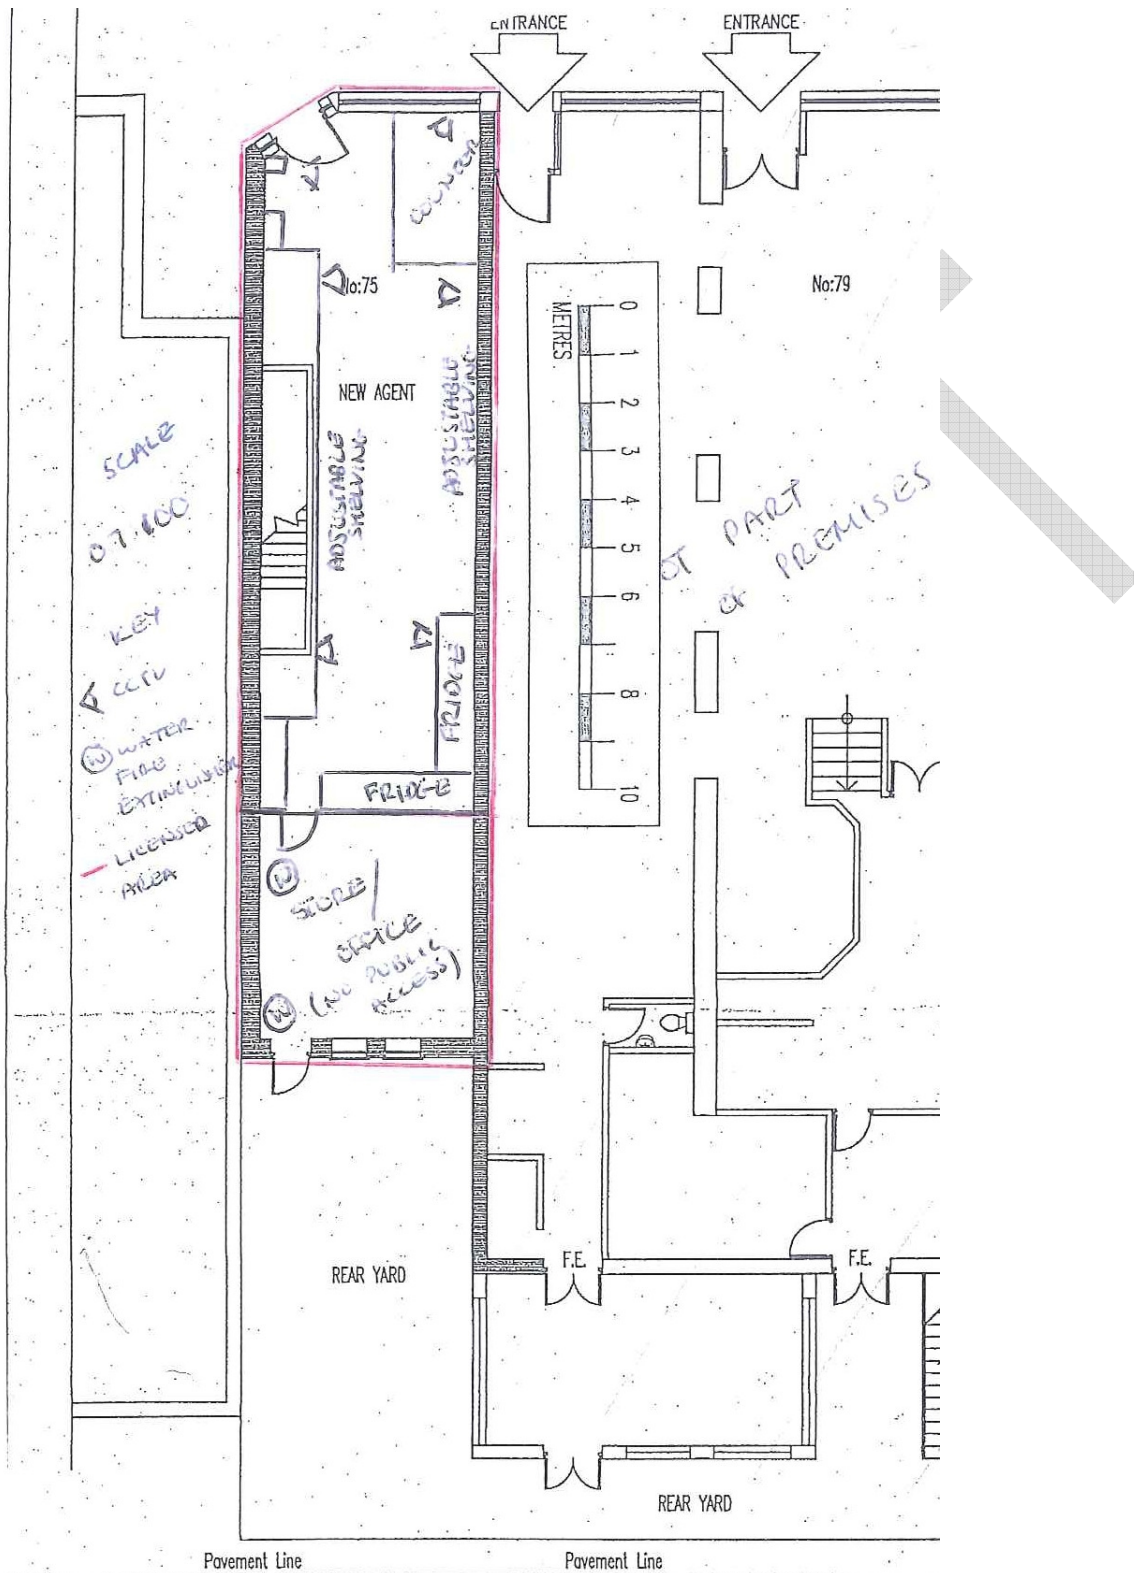 ENTRANCE
ENTRANCE
COUNTER
No:75
No:79
METRES
0
1
2
3
4
5
6
8
10
NEW AGENT
ADJUSTABLE
SHELVING
ADJUSTABLE
SHELVING
SCALE
KEY
CCTV
W WATER
FIRE
EXTINGUISHER
LICENSED
AREA
OT PART
OF PREMISES
FRIDGE
FRIDGE
W
STORE /
OFFICE
(NO PUBLIC
ACCESS)
W
REAR YARD
F.E.
F.E.
REAR YARD
Pavement Line
Pavement Line